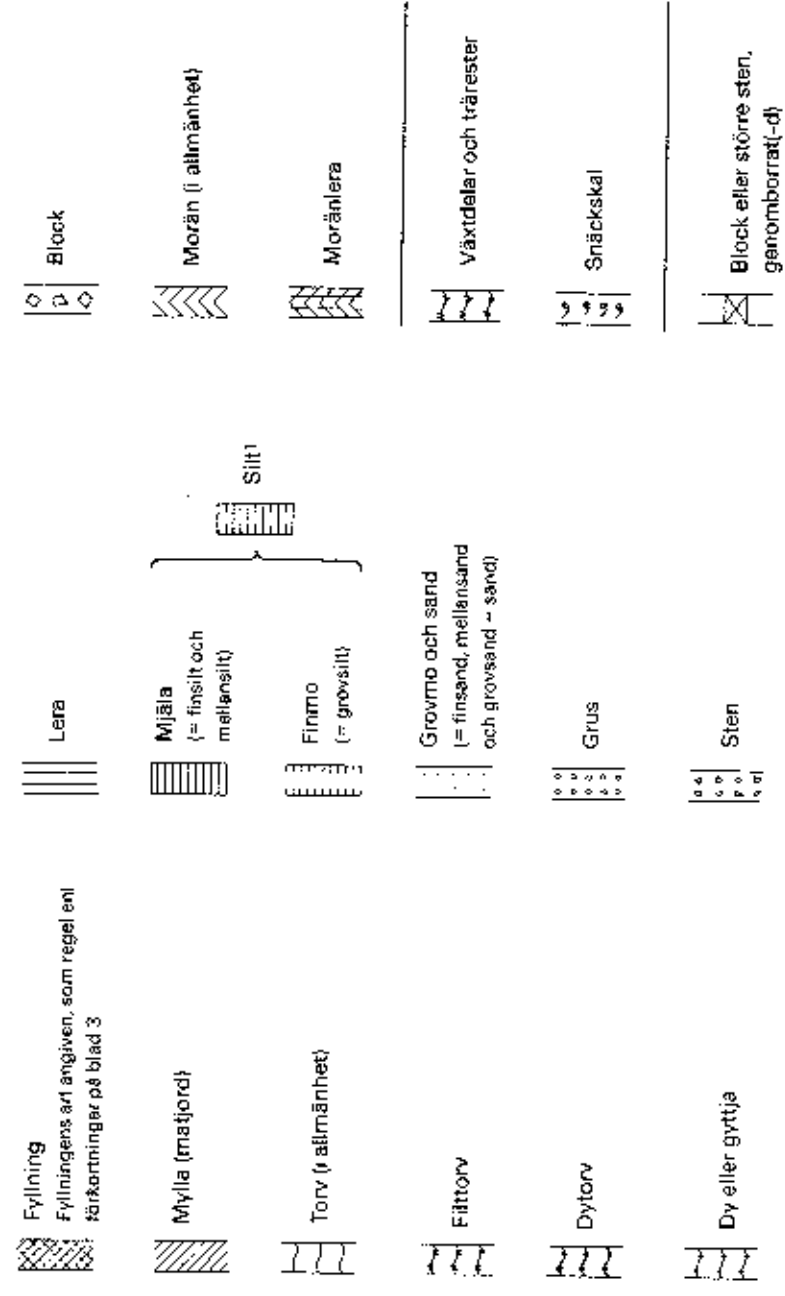 Fyllning
Fyllningens art angiven, som regel enl
förkortningar på blad 3
Mylla (matjord)
Torv (i allmänhet)
Filttorv
Dytorv
Dy eller gyttja
Lera
Mjäla
(= finsilt och
mellansilt)
Finmo
(= grovsilt)
Silt1
Grovmo och sand
(= finsand, mellansand
och grovsand ~ sand)
Grus
Sten
Block
Morän (i allmänhet)
Moränlera
Växtdelar och trärester
Snäckskal
Block eller större sten,
genomborrat(-d)